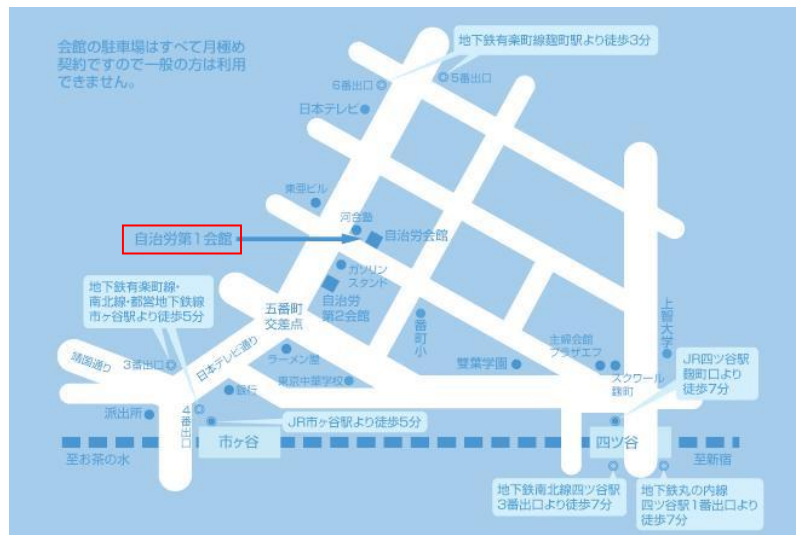 会館の駐車場はすべて月極め
契約ですので一般の方は利用
できません。
地下鉄有楽町線麹町駅より徒歩3分
6番出口
5番出口
日本テレビ
東亜ビル
河合塾
自治労第1会館
自治労会館
ガソリン
スタンド
自治労
第2会館
地下鉄有楽町線・
南北線・都営地下鉄線
市ヶ谷駅より徒歩5分
五番町
交差点
番町小
上智大学
靖国通り
3番出口
日本テレビ通り
ラーメン屋
東京中華学校
雙葉学園
主婦会館
プラザエフ
スクワール
麹町
JR四ツ谷駅
麹町口より
徒歩7分
銀行
派出所
4番出口
JR市ヶ谷駅より徒歩5分
市ヶ谷
四ツ谷
至お茶の水
至新宿
地下鉄南北線四ツ谷駅
3番出口より徒歩7分
地下鉄丸の内線
四ツ谷駅1番出口より
徒歩7分